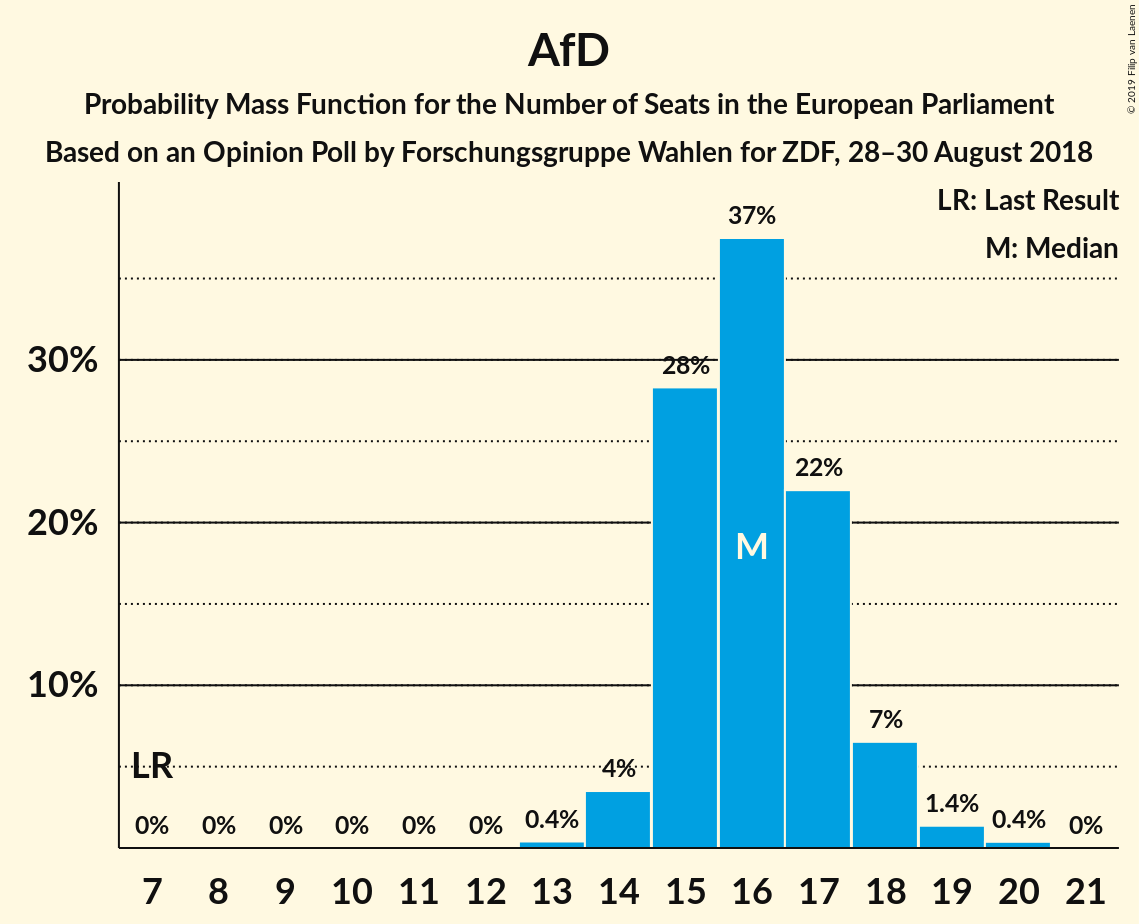 AfD
Probability Mass Function for the Number of Seats in the European Parliament
Based on an Opinion Poll by Forschungsgruppe Wahlen for ZDF, 28–30 August 2018
© 2019 Filip van Laenen
LR: Last Result
M: Median
37%
30%
28%
22%
20%
M
10%
7%
LR
4%
1.4%
0% 0% 0% 0% 0% 0% 0.4% 0.4% 0%
7 8 9 10 11 12 13 14 15 16 17 18 19 20 21